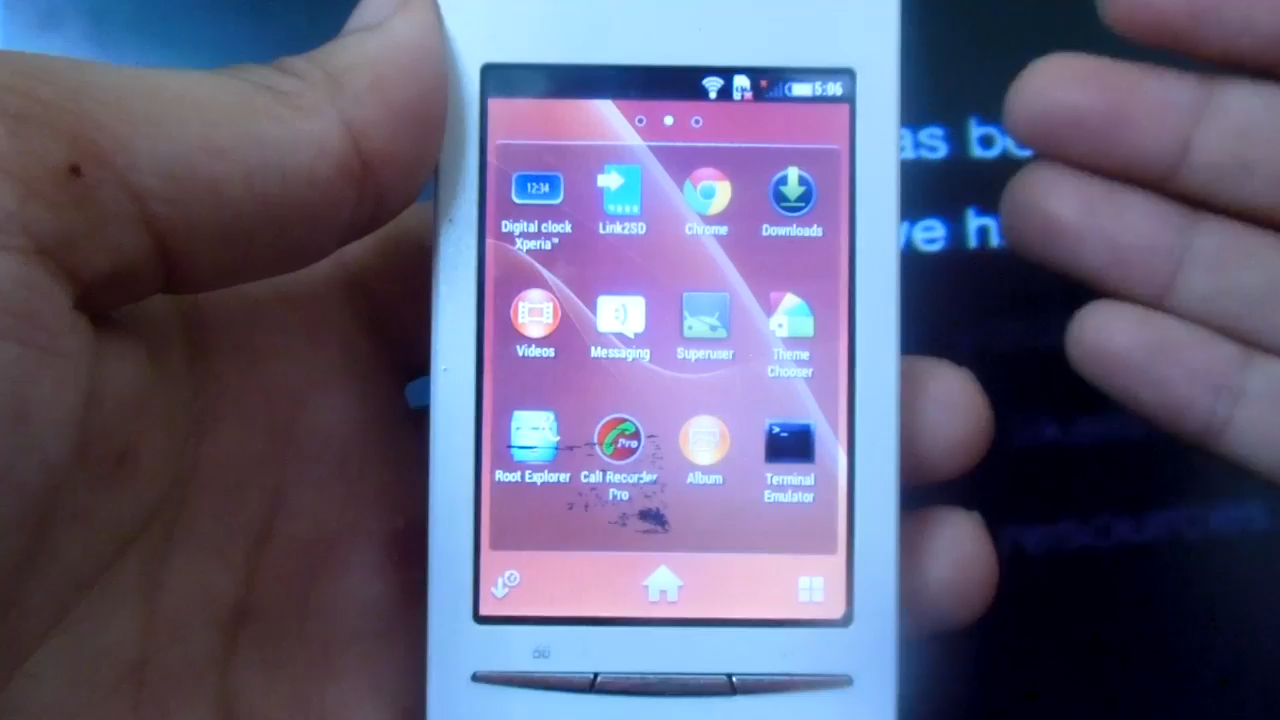 5:06
as b
12:34
Digital clock
Xperia™
Link2SD
Chrome
Downloads
ve h
Videos
Messaging
Superuser
Theme
Chooser
Pro
>_
Root Explorer
Call Recorder
Pro
Album
Terminal
Emulator